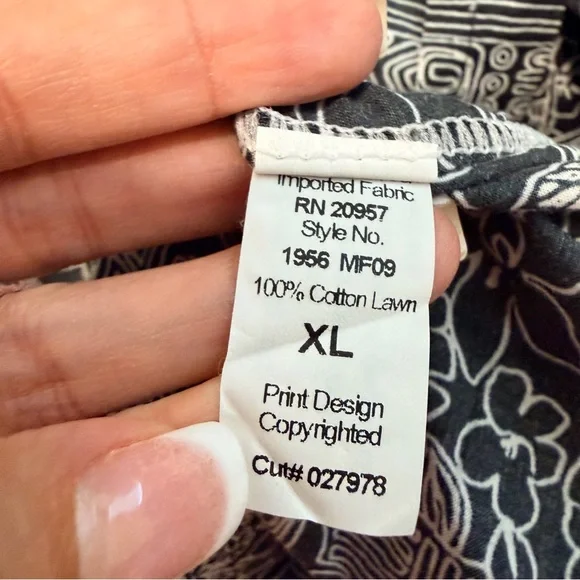 Imported Fabric
RN 20957
Style No.
1956 MF09
100% Cotton Lawn
XL
Print Design
Copyrighted
Cut# 027978